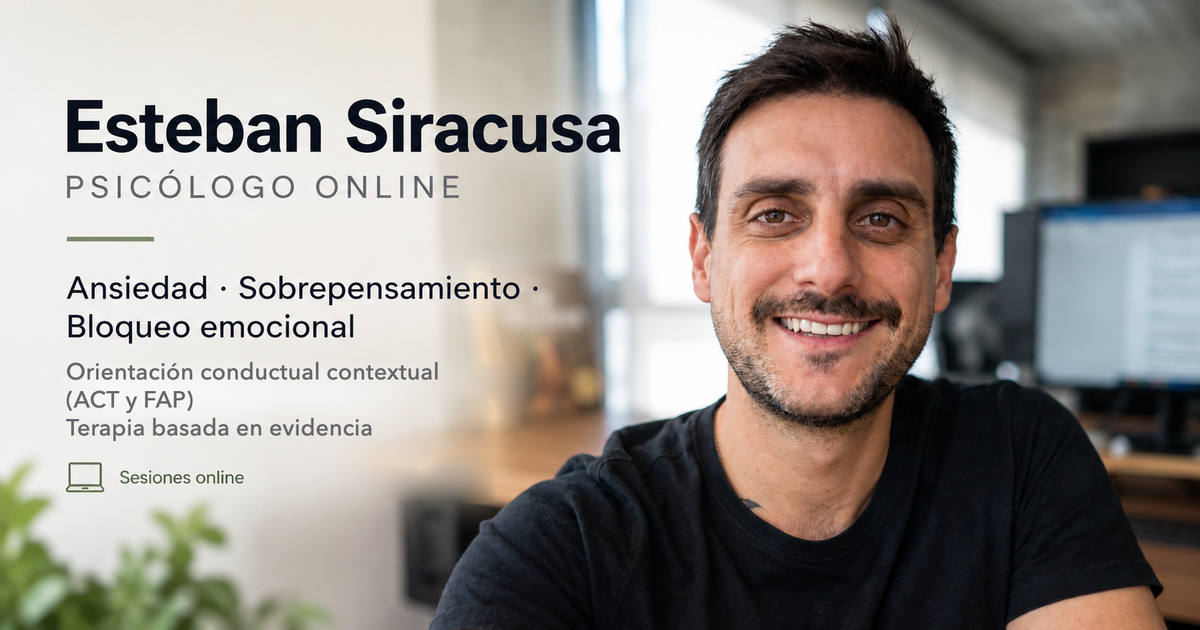 Esteban Siracusa
PSICÓLOGO ONLINE
Ansiedad · Sobrepensamiento ·
Bloqueo emocional
Orientación conductual contextual
(ACT y FAP)
Terapia basada en evidencia
Sesiones online